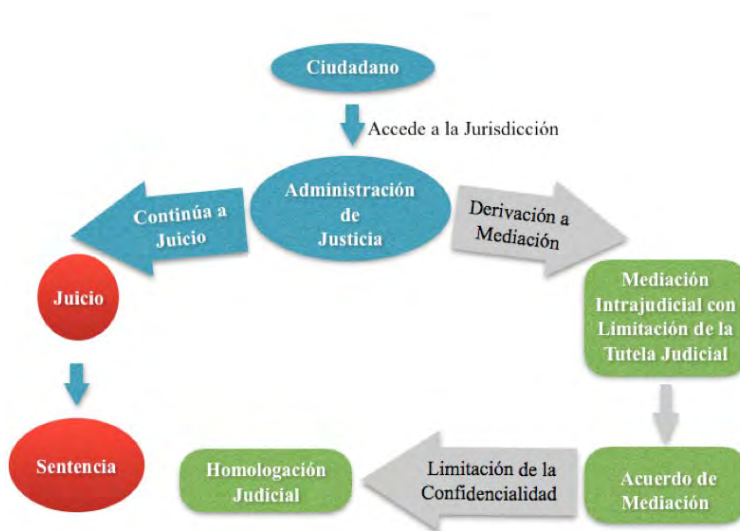 Ciudadano
Accede a la Jurisdicción
Administración
de
Justicia
Continúa a
Juicio
Derivación a
Mediación
Juicio
Mediación
Intrajudicial con
Limitación de la
Tutela Judicial
Sentencia
Homologación
Judicial
Limitación de la
Confidencialidad
Acuerdo de
Mediación